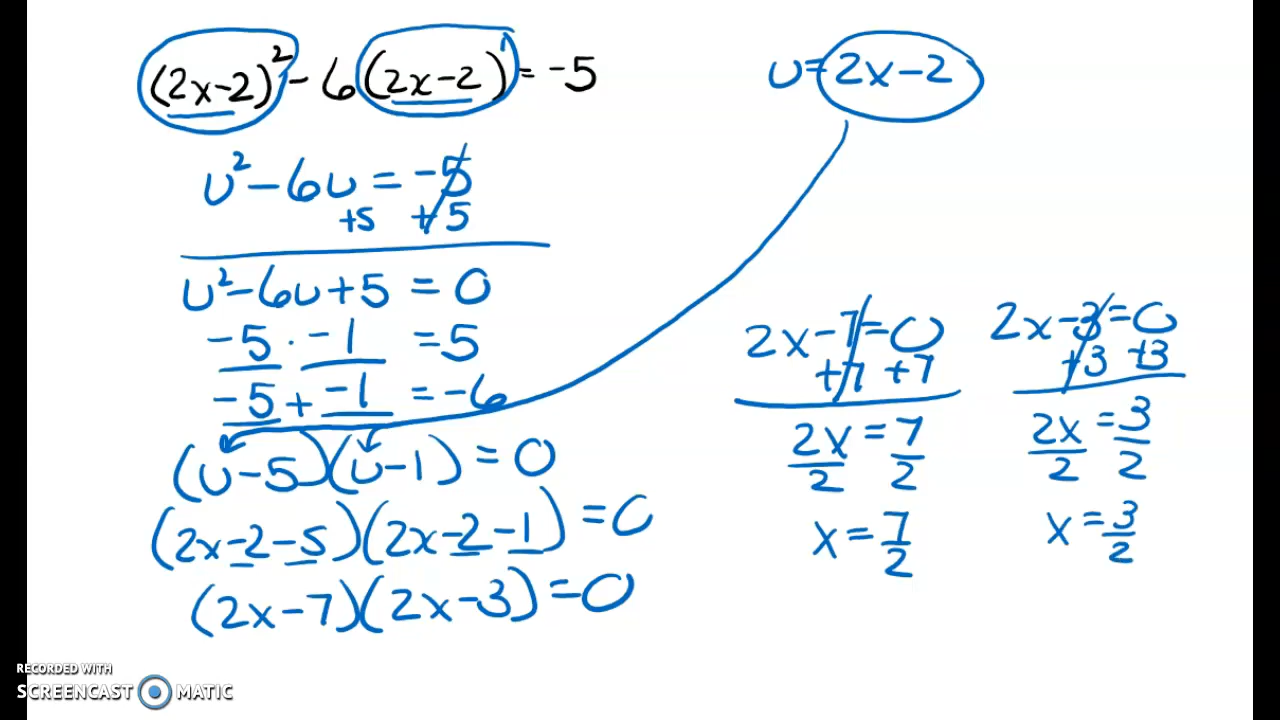 (2x-2)² - 6(2x-2)¹ = -5
u = 2x-2
u² - 6u = -5
+5 +5
u² - 6u + 5 = 0
-5 · -1 = 5
-5 + -1 = -6
(u-5)(u-1) = 0
(2x-2-5)(2x-2-1) = 0
(2x-7)(2x-3) = 0
2x-7 = 0
+7 +7
2x/2 = 7/2
x = 7/2
2x-3 = 0
+3 +3
2x/2 = 3/2
x = 3/2
RECORDED WITH
SCREENCAST MATIC